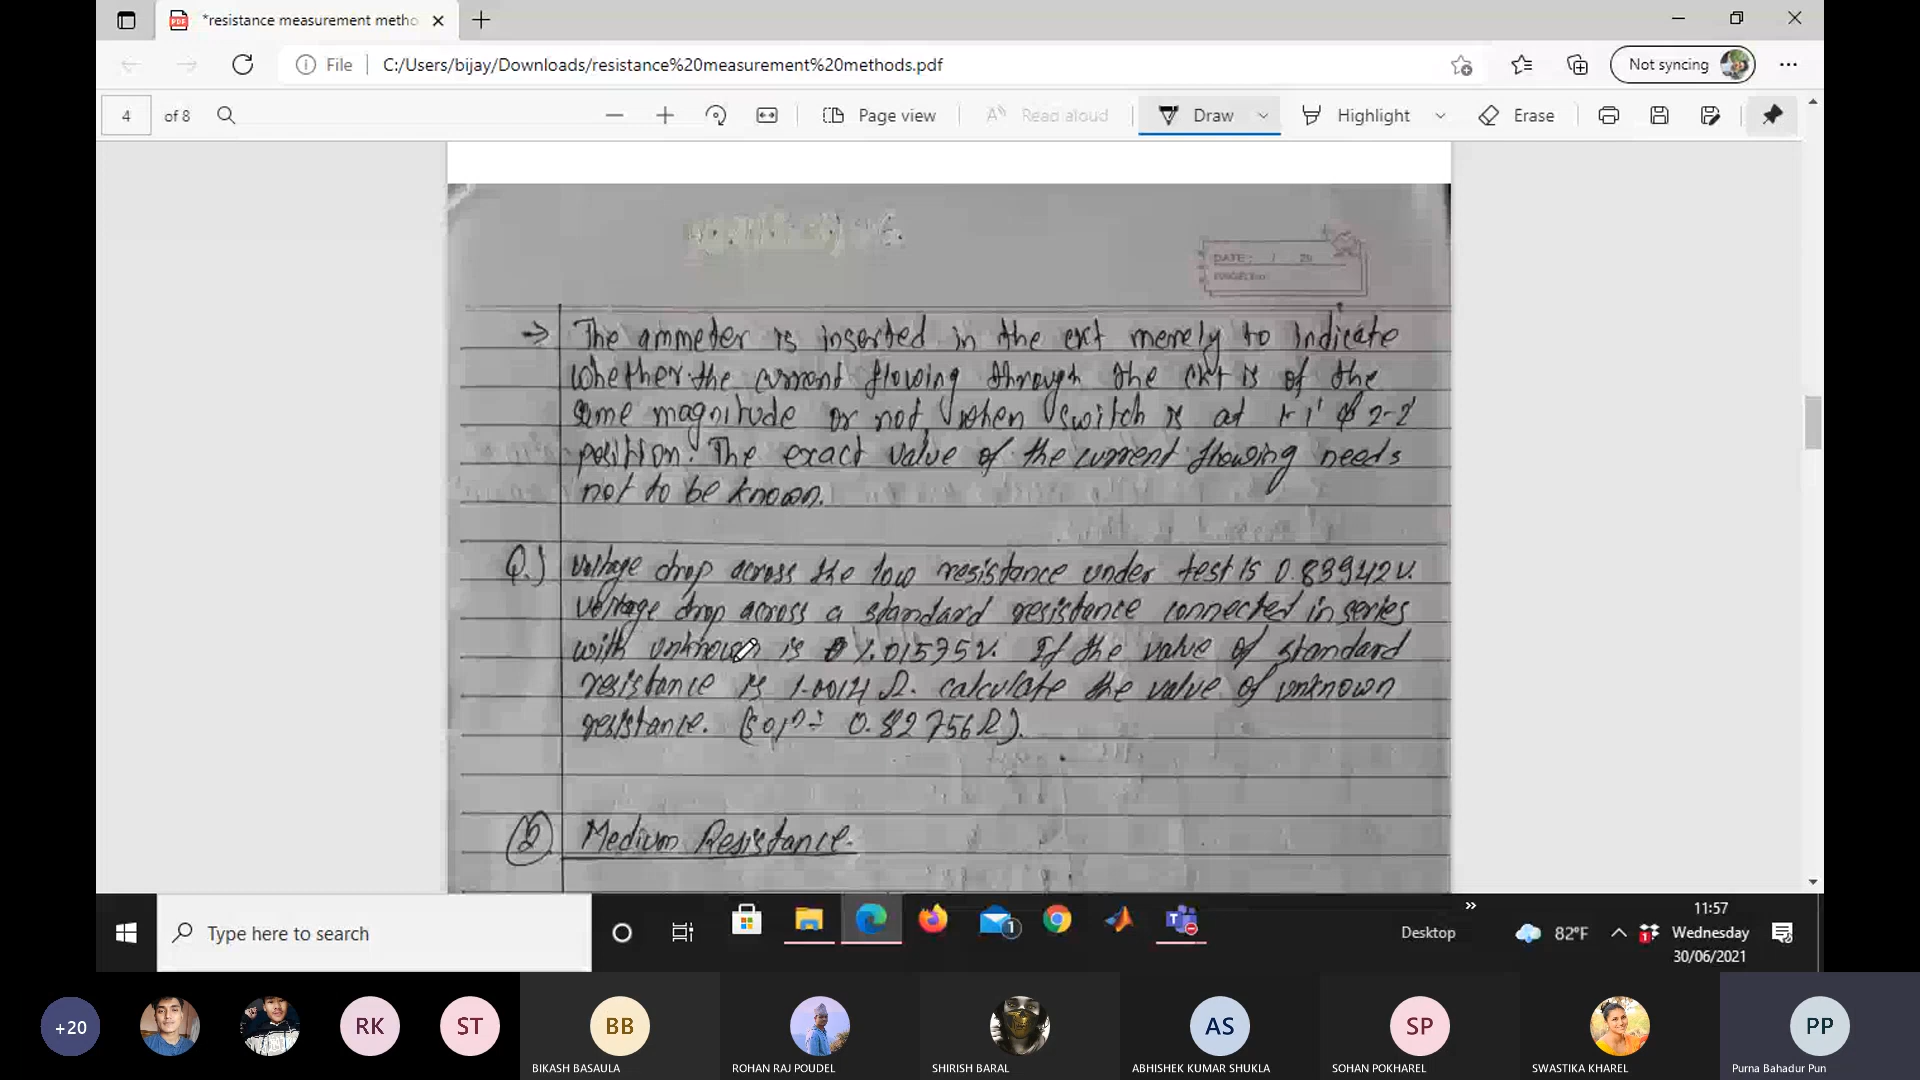 *resistance measurement metho
File
C:/Users/bijay/Downloads/resistance%20measurement%20methods.pdf
Not syncing
4 of 8
Page view
Read aloud
Draw
Highlight
Erase
DATE: / 20
→ The ammeter is inserted in the ckt merely to indicate
whether the current flowing through the ckt is of the
same magnitude or not, when switch is at 1-1' & 2-2'
position. The exact value of the current flowing needs
not to be known.
Q.) Voltage drop across the low resistance under test is 0.83942V.
Voltage drop across a standard resistance connected in series
with unknown is 1.01575V. If the value of standard
resistance is 1.0014 Ω. calculate the value of unknown
resistance. (sol^n = 0.82756Ω).
② Medium Resistance.
Type here to search
1
Desktop
82°F
1
11:57
Wednesday
30/06/2021
+20
RK
ST
BB
AS
SP
PP
BIKASH BASAULA
ROHAN RAJ POUDEL
SHIRISH BARAL
ABHISHEK KUMAR SHUKLA
SOHAN POKHAREL
SWASTIKA KHAREL
Purna Bahadur Pun